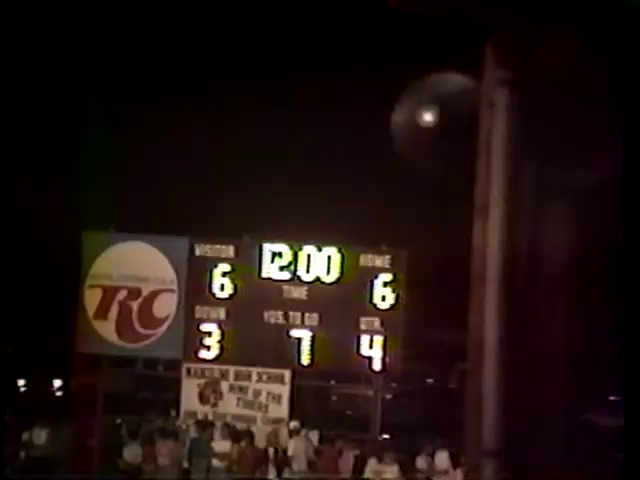 VISITOR 12:00 HOME
6 TIME 6
DOWN YDS. TO GO QTR.
3 7 4
RC
HIGH SCHOOL
HOME OF THE
TIGERS